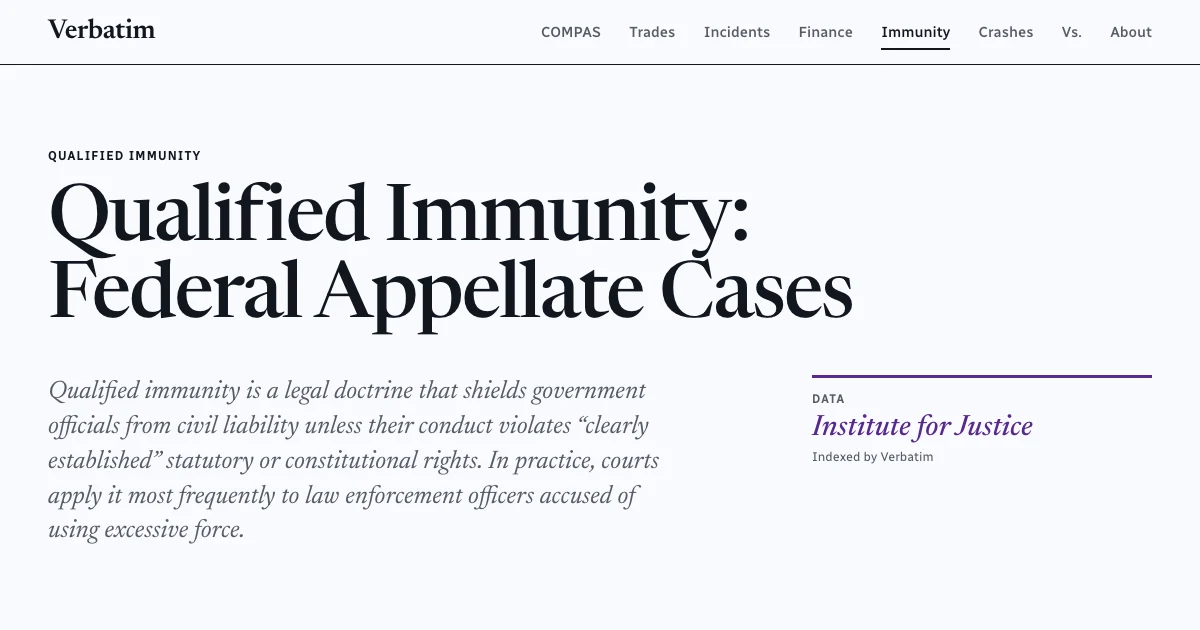 Verbatim
COMPAS Trades Incidents Finance Immunity Crashes Vs. About
QUALIFIED IMMUNITY
Qualified Immunity:
Federal Appellate Cases
Qualified immunity is a legal doctrine that shields government
officials from civil liability unless their conduct violates “clearly
established” statutory or constitutional rights. In practice, courts
apply it most frequently to law enforcement officers accused of
using excessive force.
DATA
Institute for Justice
Indexed by Verbatim